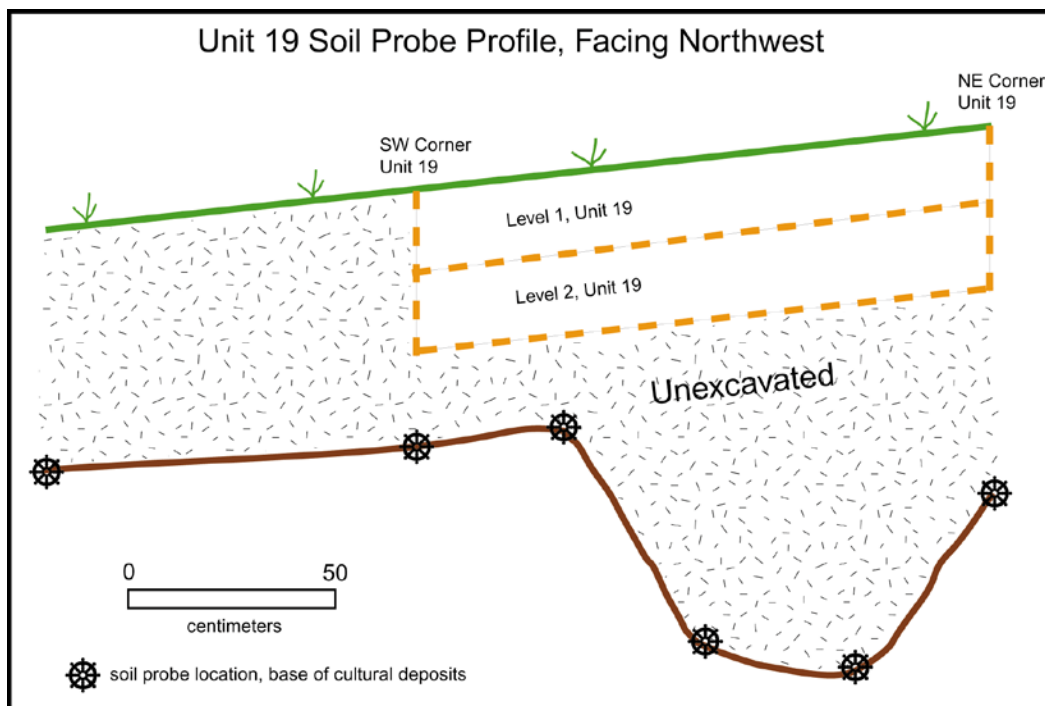 Unit 19 Soil Probe Profile, Facing Northwest
NE Corner
Unit 19
SW Corner
Unit 19
Level 1, Unit 19
Level 2, Unit 19
Unexcavated
0 50
centimeters
soil probe location, base of cultural deposits